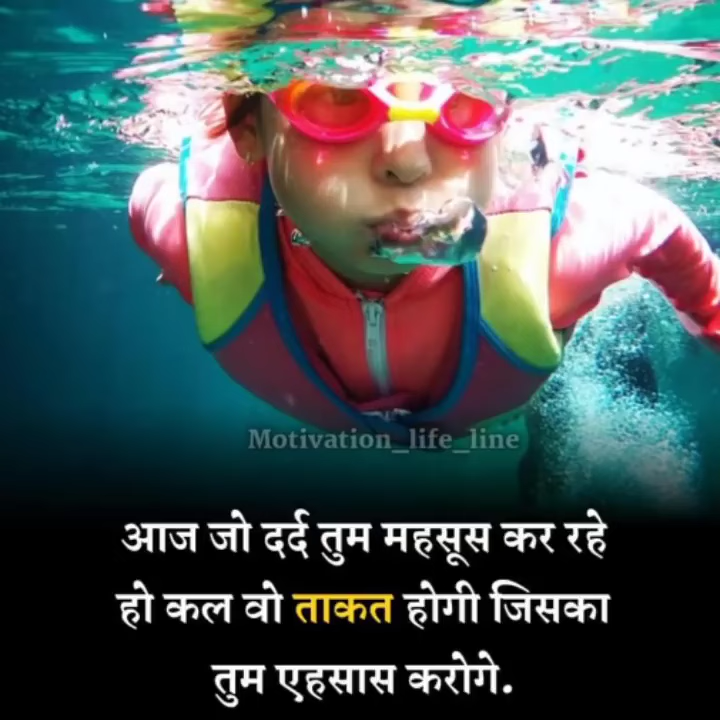 Motivation_life_line
आज जो दर्द तुम महसूस कर रहे
हो कल वो ताकत होगी जिसका
तुम एहसास करोगे.